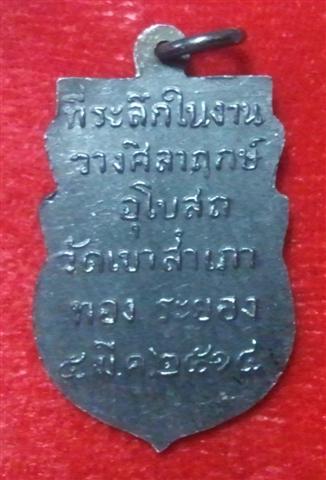 ที่ระลึกในงาน
วางศิลาฤกษ์
อุโบสถ
วัดเขาสำเภา
ทอง ระยอง
๕ มี.ค.๒๕๑๔